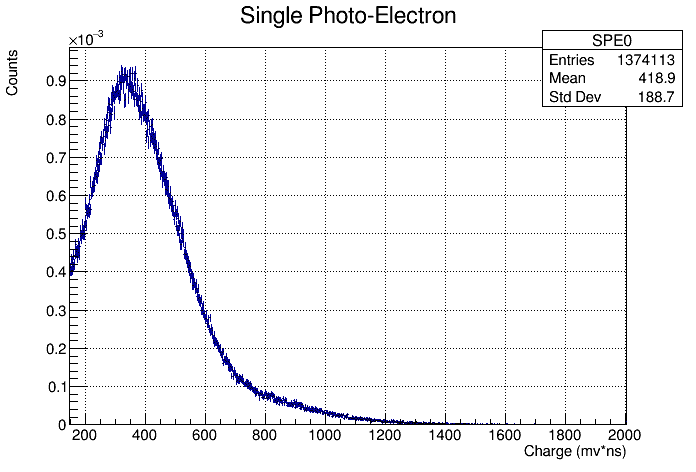 Single Photo-Electron
SPE0
Entries 1374113
Mean 418.9
Std Dev 188.7
×10⁻³
Counts
0.9
0.8
0.7
0.6
0.5
0.4
0.3
0.2
0.1
0
200 400 600 800 1000 1200 1400 1600 1800 2000
Charge (mv*ns)